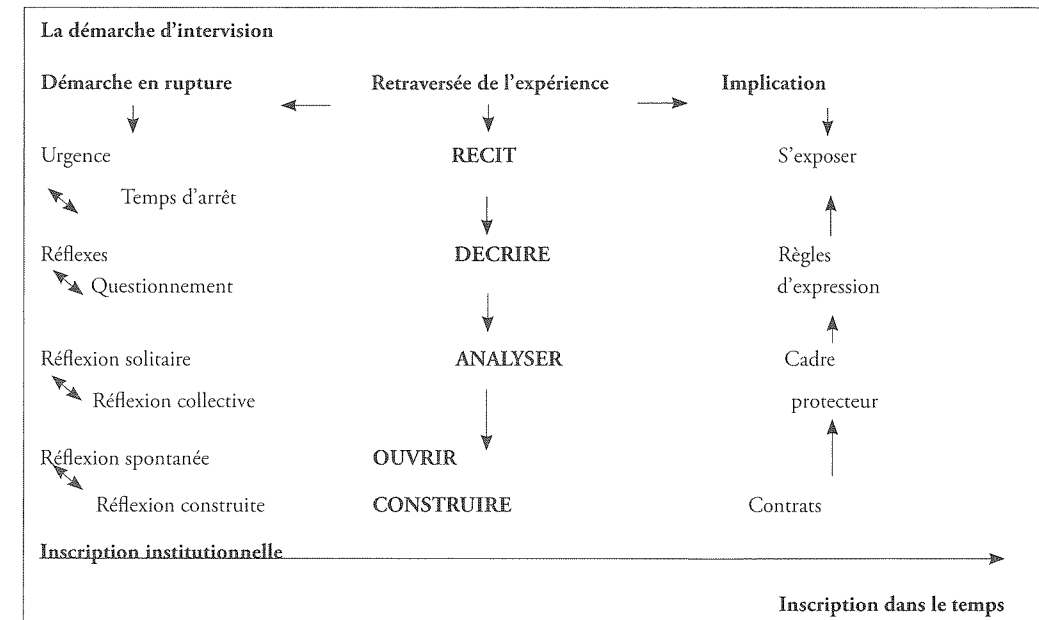 La démarche d'intervision
Démarche en rupture Retraversée de l'expérience Implication
Urgence RECIT S'exposer
Temps d'arrêt
Réflexes DECRIRE Règles
Questionnement d'expression
Réflexion solitaire ANALYSER Cadre
Réflexion collective protecteur
Réflexion spontanée OUVRIR
Réflexion construite CONSTRUIRE Contrats
Inscription institutionnelle
Inscription dans le temps